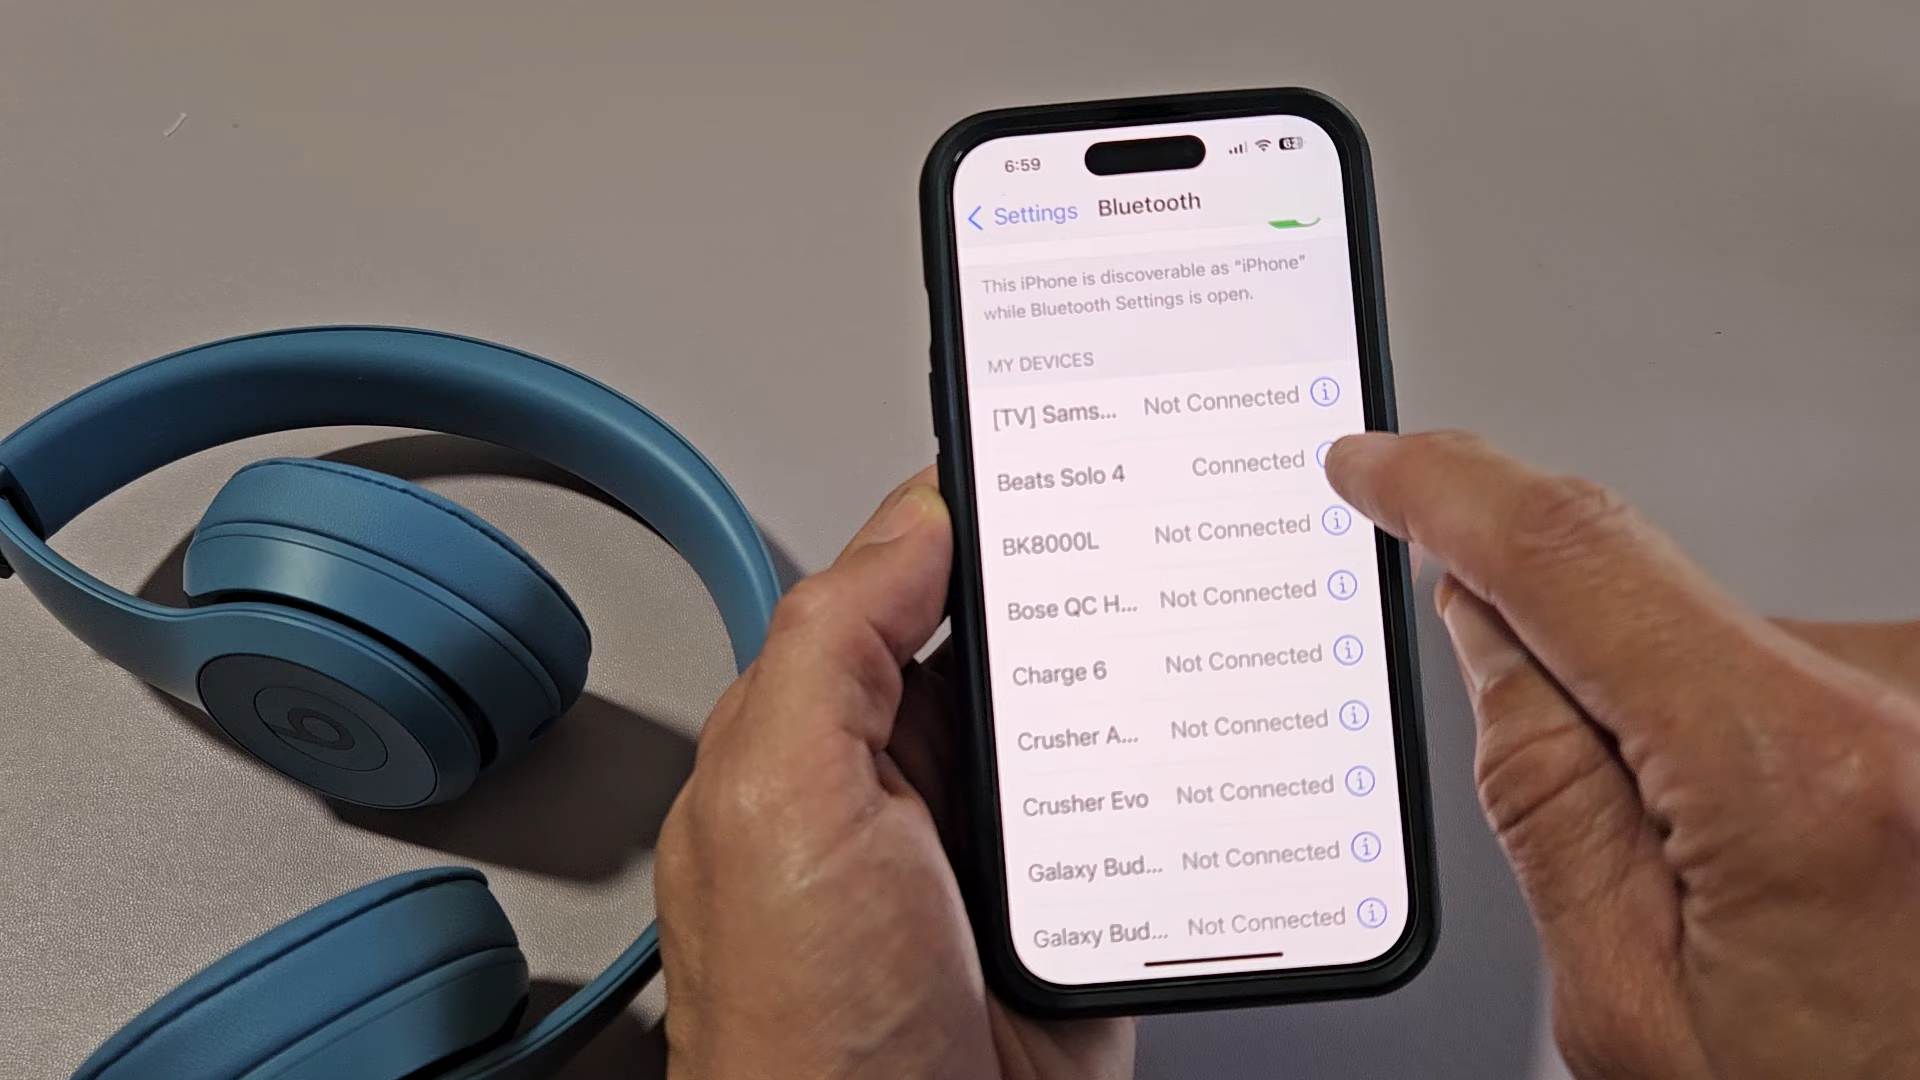 6:59
62
Settings Bluetooth
This iPhone is discoverable as “iPhone”
while Bluetooth Settings is open.
MY DEVICES
[TV] Sams... Not Connected
Beats Solo 4 Connected
BK8000L Not Connected
Bose QC H... Not Connected
Charge 6 Not Connected
Crusher A... Not Connected
Crusher Evo Not Connected
Galaxy Bud... Not Connected
Galaxy Bud... Not Connected